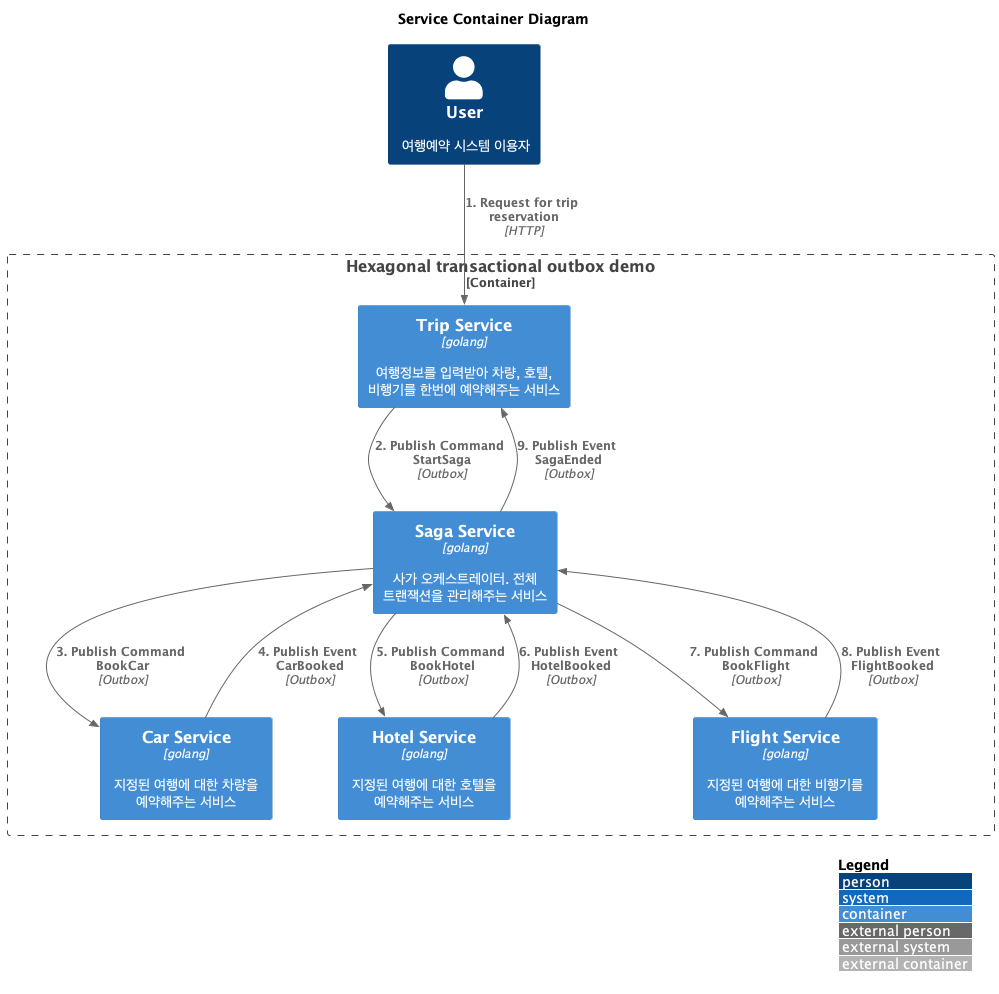 Service Container Diagram
User
여행예약 시스템 이용자
1. Request for trip
reservation
[HTTP]
Hexagonal transactional outbox demo
[Container]
Trip Service
[golang]
여행정보를 입력받아 차량, 호텔,
비행기를 한번에 예약해주는 서비스
2. Publish Command
StartSaga
[Outbox]
9. Publish Event
SagaEnded
[Outbox]
Saga Service
[golang]
사가 오케스트레이터. 전체
트랜잭션을 관리해주는 서비스
3. Publish Command
BookCar
[Outbox]
4. Publish Event
CarBooked
[Outbox]
5. Publish Command
BookHotel
[Outbox]
6. Publish Event
HotelBooked
[Outbox]
7. Publish Command
BookFlight
[Outbox]
8. Publish Event
FlightBooked
[Outbox]
Car Service
[golang]
지정된 여행에 대한 차량을
예약해주는 서비스
Hotel Service
[golang]
지정된 여행에 대한 호텔을
예약해주는 서비스
Flight Service
[golang]
지정된 여행에 대한 비행기를
예약해주는 서비스
Legend
person
system
container
external person
external system
external container